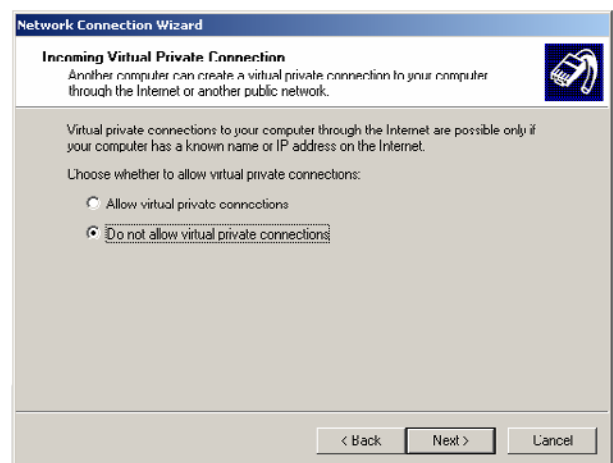 Network Connection Wizard
Incoming Virtual Private Connection
Another computer can create a virtual private connection to your computer
through the Internet or another public network.
Virtual private connections to your computer through the Internet are possible only if
your computer has a known name or IP address on the Internet.
Choose whether to allow virtual private connections:
Allow virtual private connections
Do not allow virtual private connections
< Back Next > Cancel